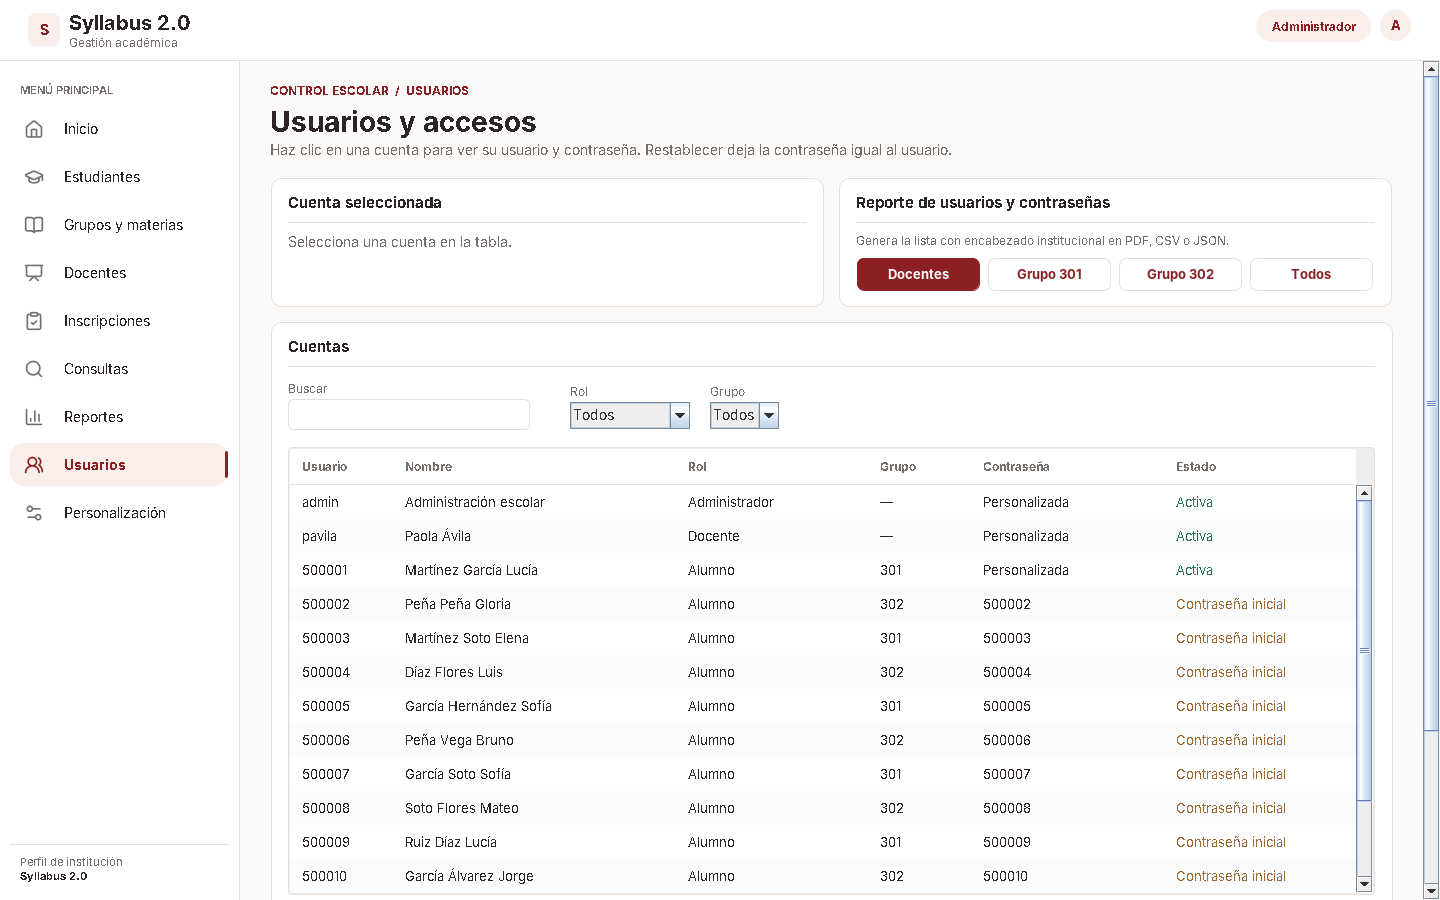 S
Syllabus 2.0
Gestión académica
Administrador
A
MENÚ PRINCIPAL
Inicio
Estudiantes
Grupos y materias
Docentes
Inscripciones
Consultas
Reportes
Usuarios
Personalización
Perfil de institución
Syllabus 2.0
CONTROL ESCOLAR / USUARIOS
Usuarios y accesos
Haz clic en una cuenta para ver su usuario y contraseña. Restablecer deja la contraseña igual al usuario.
Cuenta seleccionada
Selecciona una cuenta en la tabla.
Reporte de usuarios y contraseñas
Genera la lista con encabezado institucional en PDF, CSV o JSON.
Docentes Grupo 301 Grupo 302 Todos
Cuentas
Buscar Rol Grupo
Todos Todos
Usuario Nombre Rol Grupo Contraseña Estado
admin Administración escolar Administrador — Personalizada Activa
pavila Paola Ávila Docente — Personalizada Activa
500001 Martínez García Lucía Alumno 301 Personalizada Activa
500002 Peña Peña Gloria Alumno 302 500002 Contraseña inicial
500003 Martínez Soto Elena Alumno 301 500003 Contraseña inicial
500004 Díaz Flores Luis Alumno 302 500004 Contraseña inicial
500005 García Hernández Sofía Alumno 301 500005 Contraseña inicial
500006 Peña Vega Bruno Alumno 302 500006 Contraseña inicial
500007 García Soto Sofía Alumno 301 500007 Contraseña inicial
500008 Soto Flores Mateo Alumno 302 500008 Contraseña inicial
500009 Ruiz Díaz Lucía Alumno 301 500009 Contraseña inicial
500010 García Álvarez Jorge Alumno 302 500010 Contraseña inicial